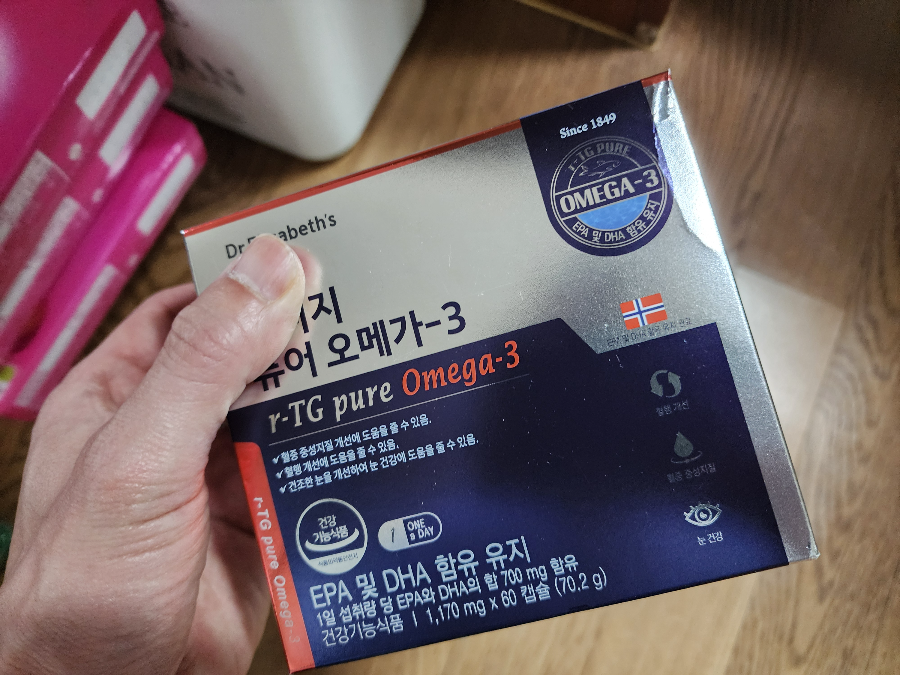 Since 1849
r-TG PURE
OMEGA-3
EPA 및 DHA 함유 유지
퓨어 오메가-3
r-TG pure Omega-3
혈중 중성지질 개선에 도움을 줄 수 있음.
혈행 개선에 도움을 줄 수 있음.
건조한 눈을 개선하여 눈 건강에 도움을 줄 수 있음.
혈행 개선
혈중 중성지질
눈 건강
건강
기능식품
1 ONE
a DAY
EPA 및 DHA 함유 유지
1일 섭취량 당 EPA와 DHA의 합 700 mg 함유
건강기능식품 | 1,170 mg x 60 캡슐 (70.2 g)
r-TG pure Omega-3